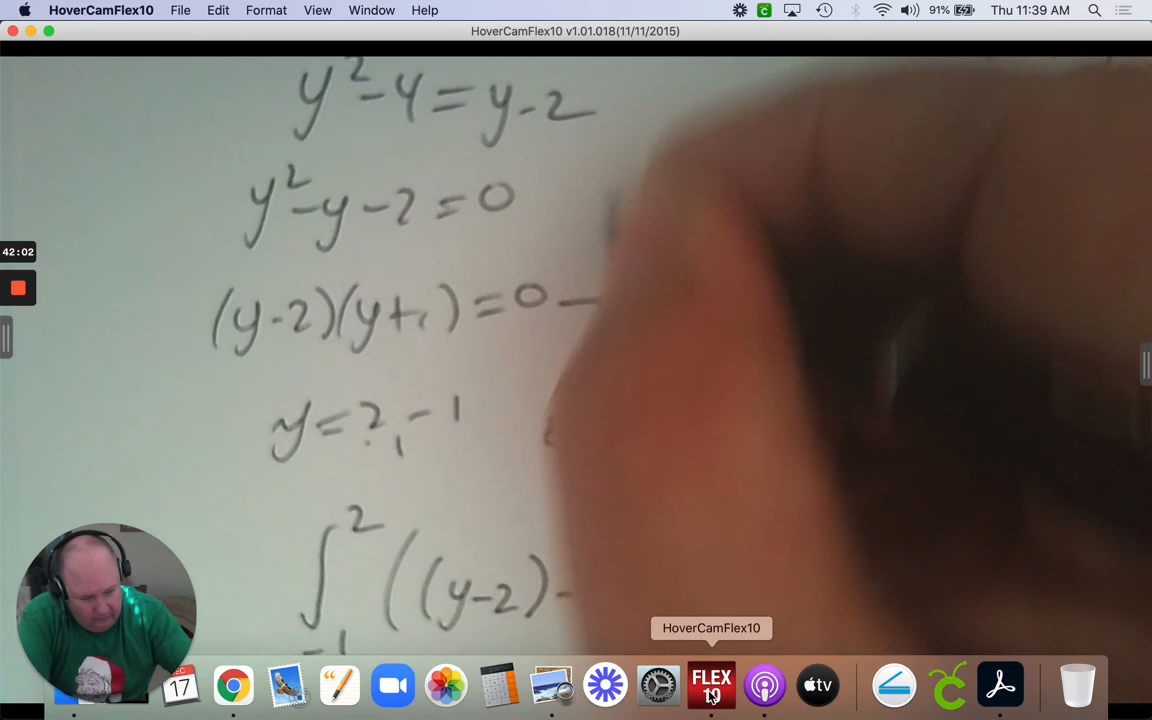 HoverCamFlex10 File Edit Format View Window Help 91% Thu 11:39 AM
HoverCamFlex10 v1.01.018(11/11/2015)
y²-4=y-2
y²-y-2=0
42:02
(y-2)(y+1)=0-
y=2,-1
∫ 2 -1 ((y-2)-
HoverCamFlex10
DEC 17
FLEX 10
tv